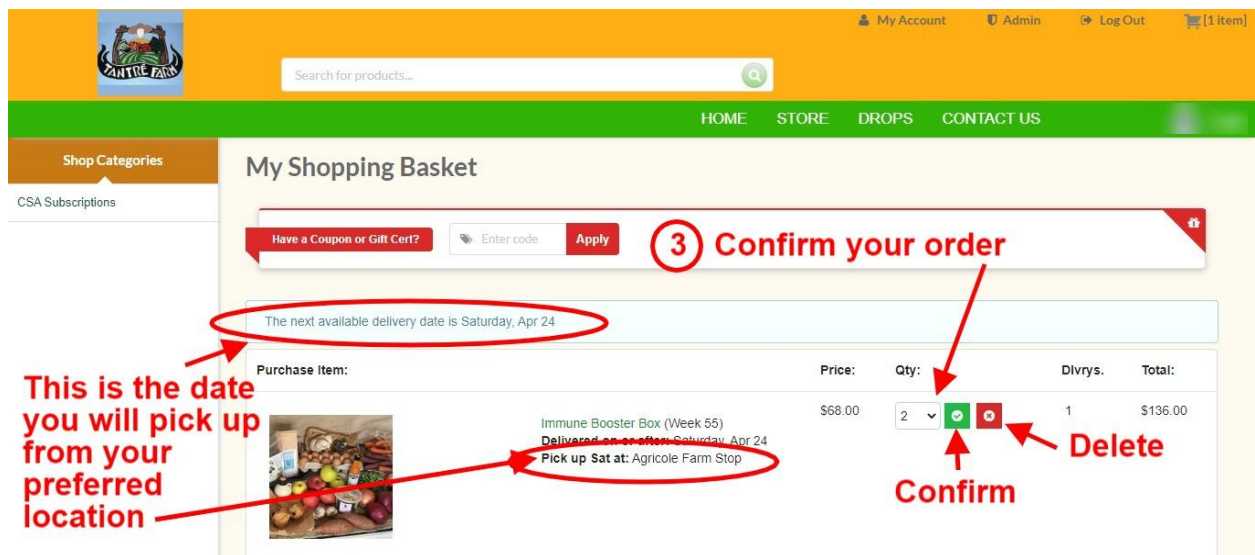 My Account Admin Log Out [1 item]
TANTRÉ FARM
Search for products...
HOME STORE DROPS CONTACT US
Shop Categories
CSA Subscriptions
My Shopping Basket
Have a Coupon or Gift Cert? Enter code Apply
3 Confirm your order
The next available delivery date is Saturday, Apr 24
This is the date
you will pick up
from your
preferred
location
Purchase Item: Price: Qty: Dlvrys. Total:
Immune Booster Box (Week 55) $68.00 2 1 $136.00
Delivered on or after: Saturday, Apr 24
Pick up Sat at: Agricole Farm Stop
Delete
Confirm